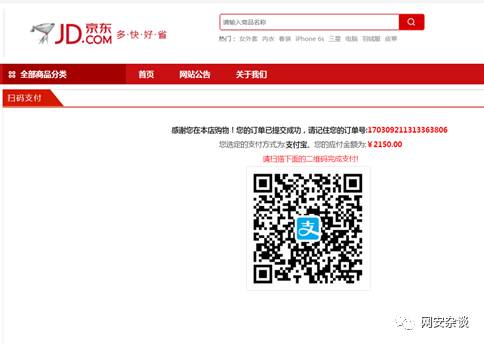 请输入商品名称
JD.COM 京东 多·快·好·省
热门： 女外套 内衣 春装 iPhone 6s 三星 电脑 羽绒服 皮草
全部商品分类 首页 网站公告 关于我们
扫码支付
感谢您在本店购物！您的订单已提交成功，请记住您的订单号:170309211313363806
您选定的支付方式为:支付宝。您的应付金额为:￥2150.00
请扫描下面的二维码完成支付!
支
网安杂谈